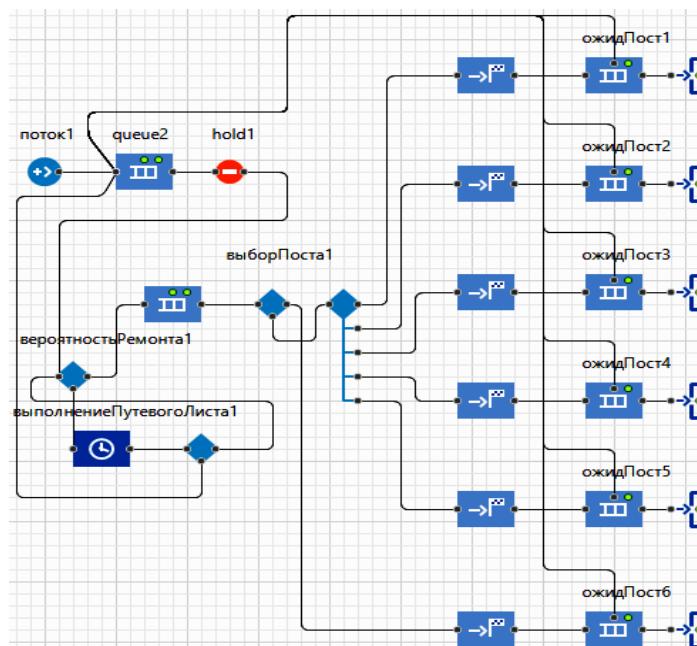 ожидПост1
поток1
queue2
hold1
ожидПост2
выборПоста1
ожидПост3
вероятностьРемонта1
ожидПост4
выполнениеПутевогоЛиста1
ожидПост5
ожидПост6